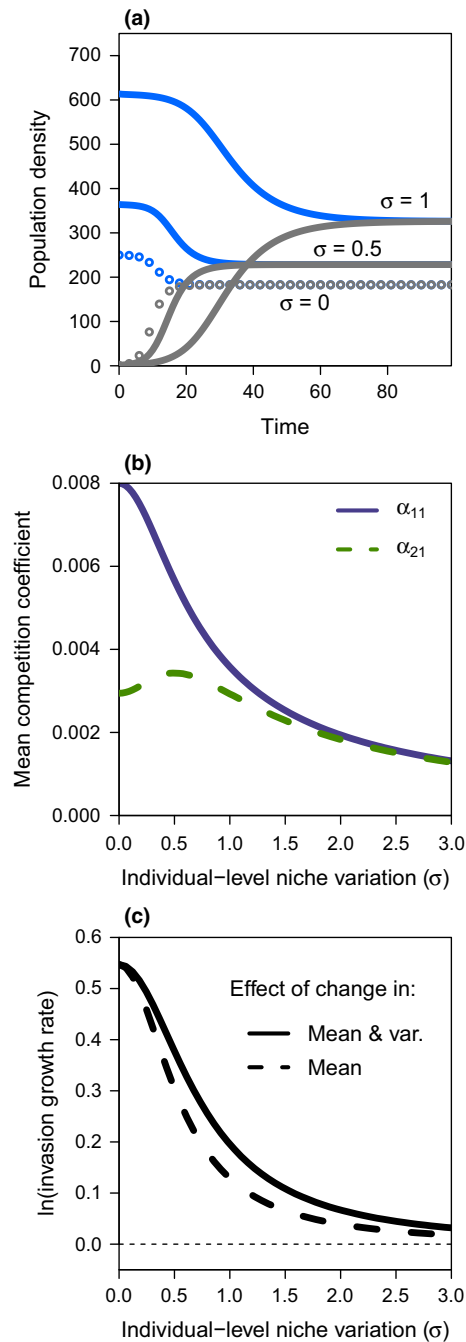 (a)
700
600
500
400
300
200
100
0
Population density
σ = 1
σ = 0.5
σ = 0
0 20 40 60 80
Time
(b)
0.008
0.006
0.004
0.002
0.000
Mean competition coefficient
α11
α21
0.0 0.5 1.0 1.5 2.0 2.5 3.0
Individual−level niche variation (σ)
(c)
0.6
0.5
0.4
0.3
0.2
0.1
0.0
ln(invasion growth rate)
Effect of change in:
Mean & var.
Mean
0.0 0.5 1.0 1.5 2.0 2.5 3.0
Individual−level niche variation (σ)